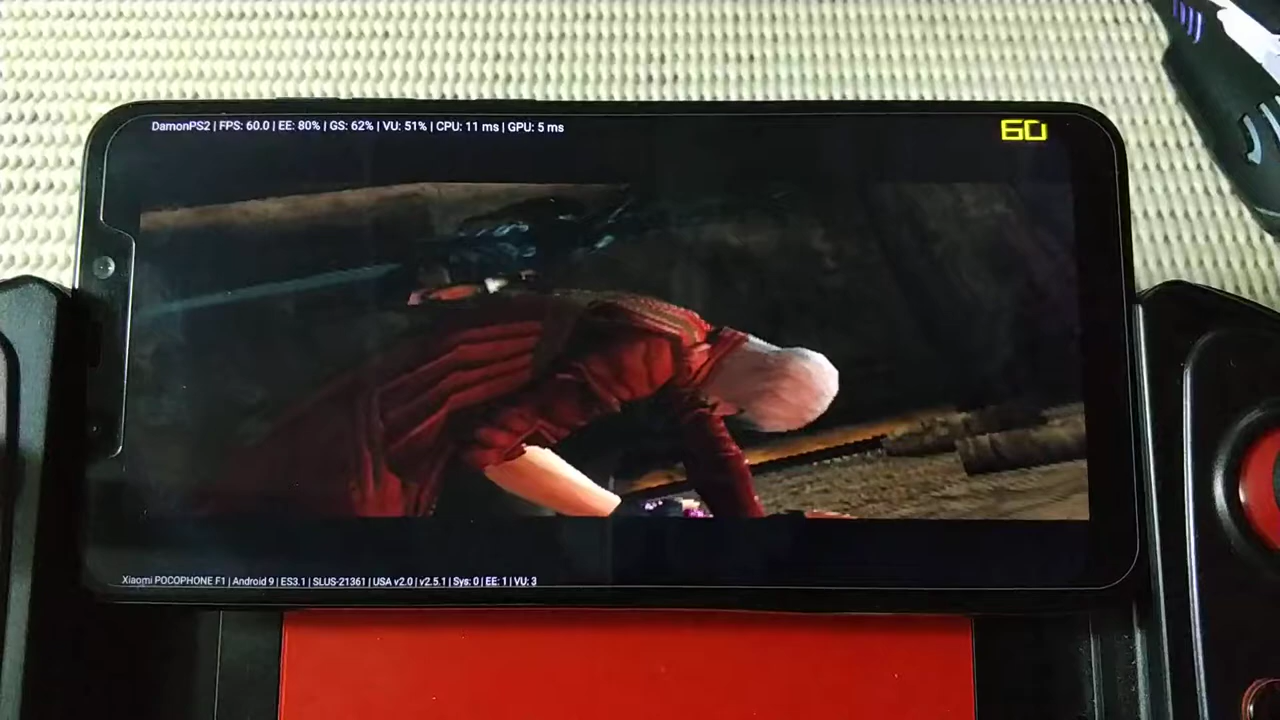 DamonPS2 | FPS: 60.0 | EE: 80% | GS: 62% | VU: 51% | CPU: 11 ms | GPU: 5 ms
60
Xiaomi POCOPHONE F1 | Android 9 | ES3.1 | SLUS-21361 | USA v2.0 | v2.5.1 | Sys: 0 | EE: 1 | VU: 3